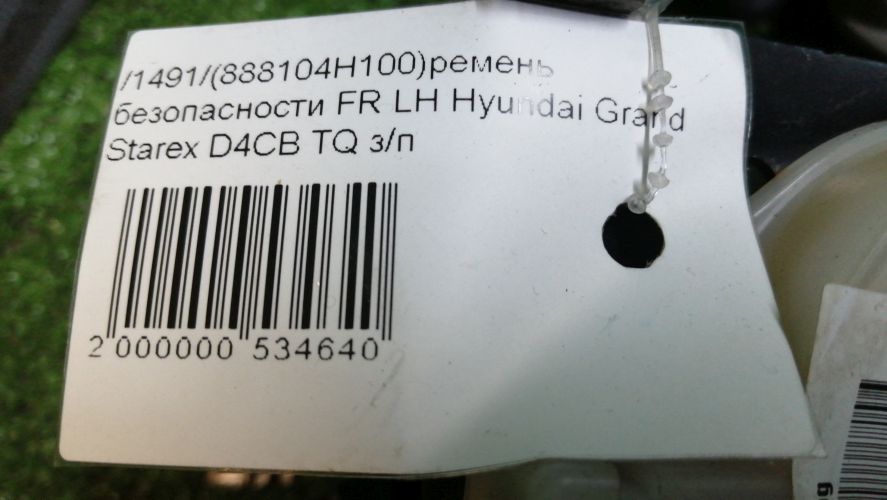 /1491/(888104H100)ремень
безопасности FR LH Hyundai Grand
Starex D4CB TQ з/п
2 000000 534640